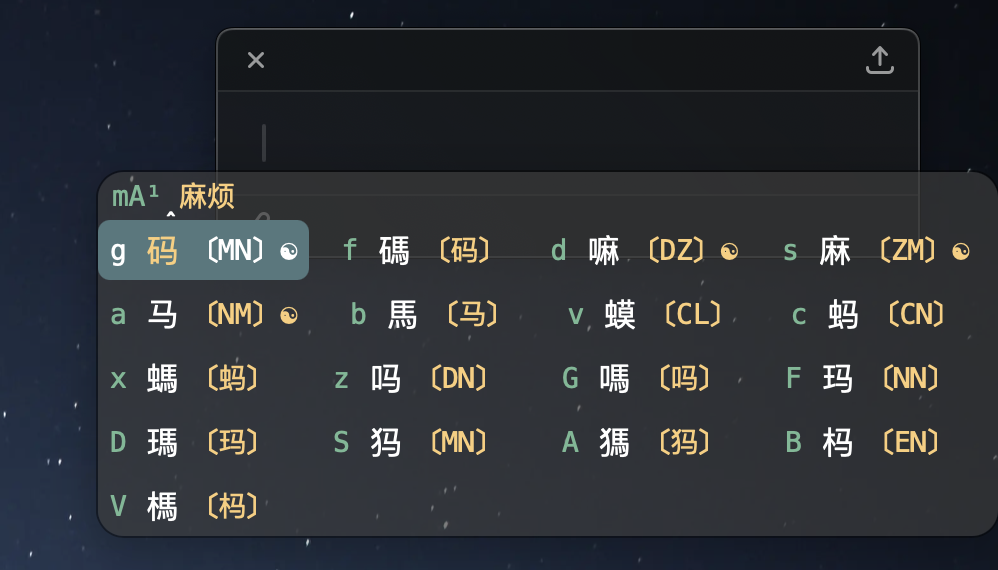 mA¹ 麻烦
g 码 〔MN〕☯ f 碼 〔码〕 d 嘛 〔DZ〕☯ s 麻 〔ZM〕☯
a 马 〔NM〕☯ b 馬 〔马〕 v 蟆 〔CL〕 c 蚂 〔CN〕
x 螞 〔蚂〕 z 吗 〔DN〕 G 嗎 〔吗〕 F 玛 〔NN〕
D 瑪 〔玛〕 S 犸 〔MN〕 A 獁 〔犸〕 B 杩 〔EN〕
V 榪 〔杩〕